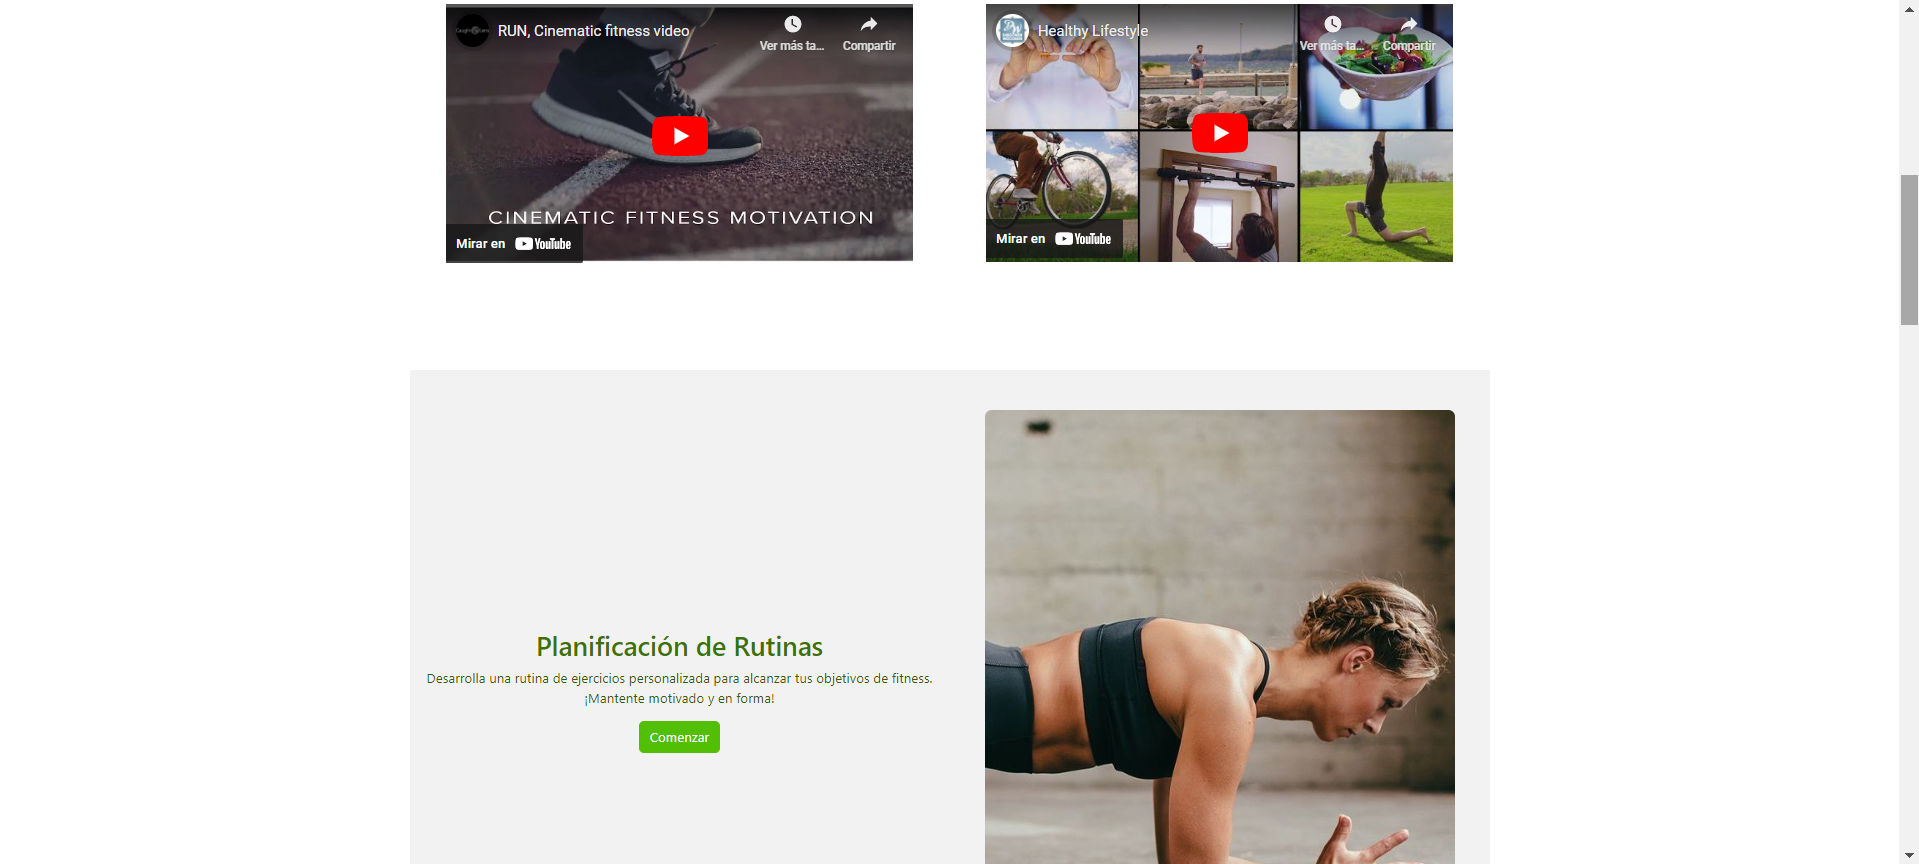 RUN, Cinematic fitness video
Ver más ta...
Compartir
CINEMATIC FITNESS MOTIVATION
Mirar en YouTube
Healthy Lifestyle
Ver más ta...
Compartir
Mirar en YouTube
Planificación de Rutinas
Desarrolla una rutina de ejercicios personalizada para alcanzar tus objetivos de fitness.
¡Mantente motivado y en forma!
Comenzar